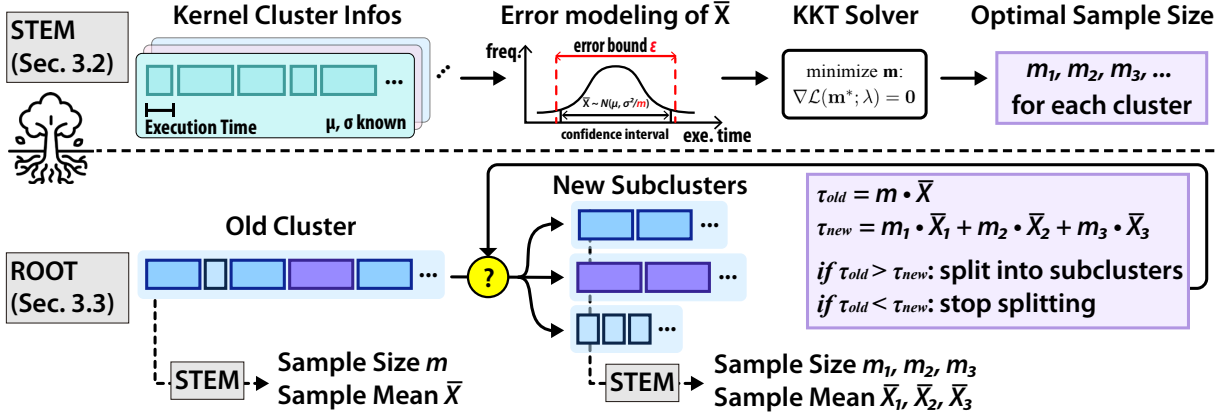 STEM
(Sec. 3.2)
Kernel Cluster Infos
Error modeling of X̅
KKT Solver
Optimal Sample Size
...
...
Execution Time
μ, σ known
freq.
error bound ε
X̅ ~ N(μ, σ²/m)
confidence interval
exe. time
minimize m:
∇ℒ(m*; λ) = 0
m₁, m₂, m₃, ...
for each cluster
ROOT
(Sec. 3.3)
Old Cluster
...
?
New Subclusters
...
...
...
τold = m • X̅
τnew = m₁ • X̅₁ + m₂ • X̅₂ + m₃ • X̅₃
if τold > τnew: split into subclusters
if τold < τnew: stop splitting
STEM
Sample Size m
Sample Mean X̅
STEM
Sample Size m₁, m₂, m₃
Sample Mean X̅₁, X̅₂, X̅₃